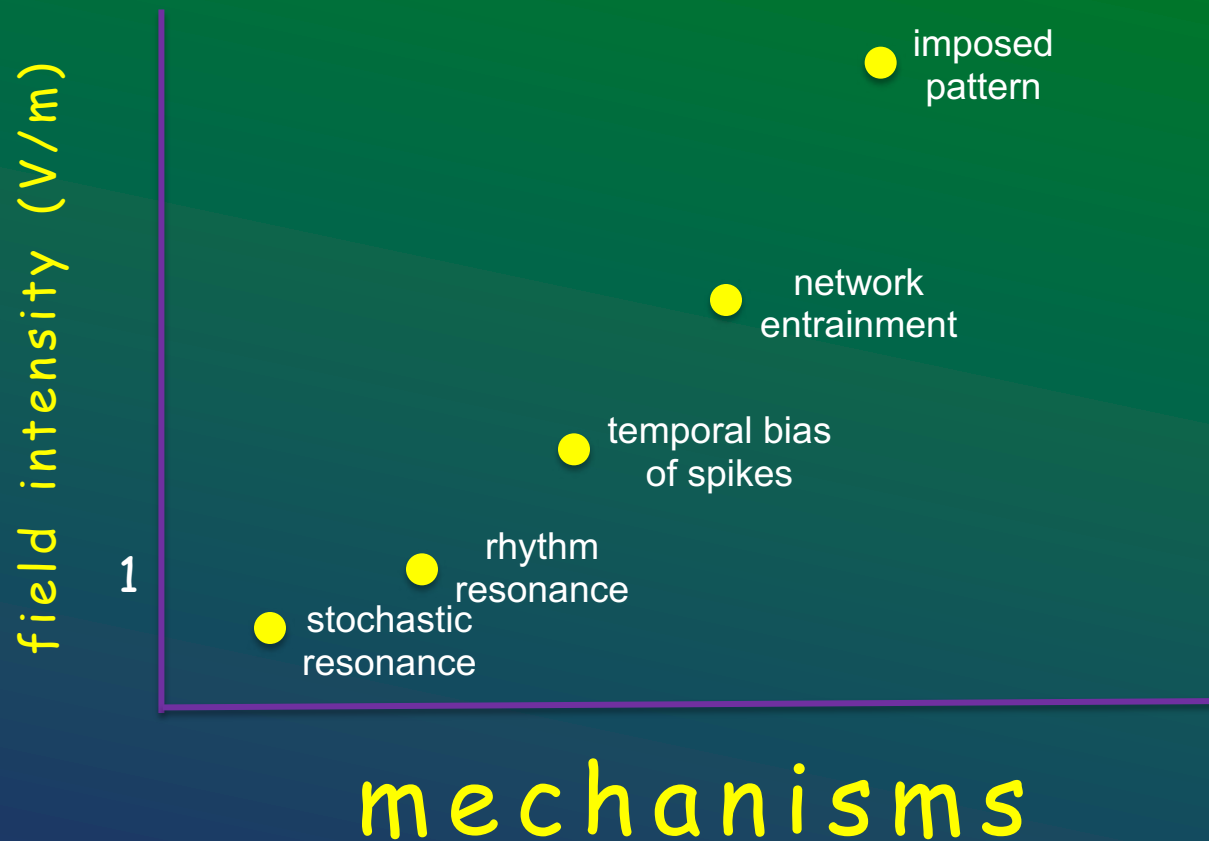 imposed
pattern
field intensity (V/m)
network
entrainment
temporal bias
of spikes
rhythm
resonance
1
stochastic
resonance
mechanisms